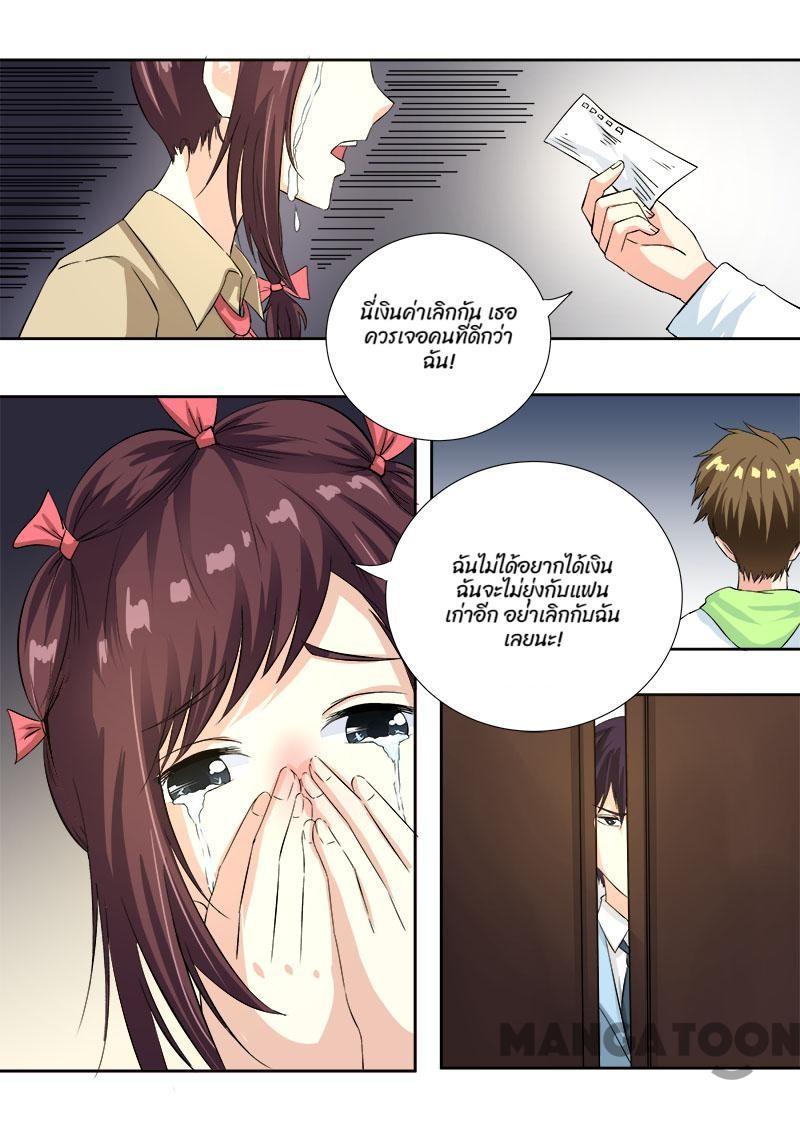 นี่เงินค่าเลิกกัน เธอ
ควรเจอคนที่ดีกว่า
ฉัน!
ฉันไม่ได้อยากได้เงิน
ฉันจะไม่ยุ่งกับแฟน
เก่าอีก อย่าเลิกกับฉัน
เลยนะ!
MANGATOON